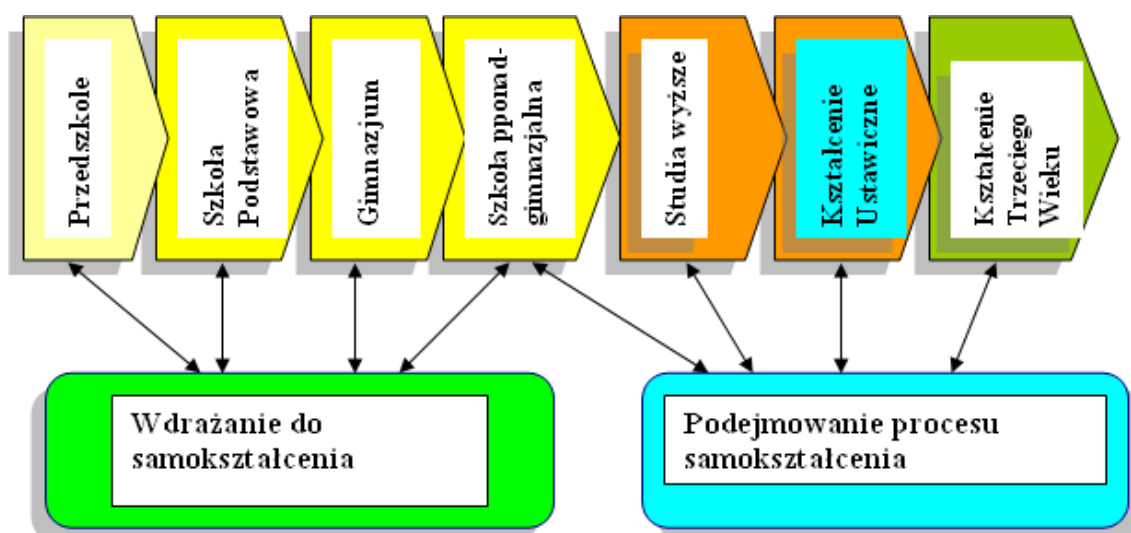 Przedszkole
Szkoła
Podstawowa
Gimnazjum
Szkoła pponad-
gimnazjalna
Studia wyższe
Kształcenie
Ustawiczne
Kształcenie
Trzeciego
Wieku
Wdrażanie do
samokształcenia
Podejmowanie procesu
samokształcenia